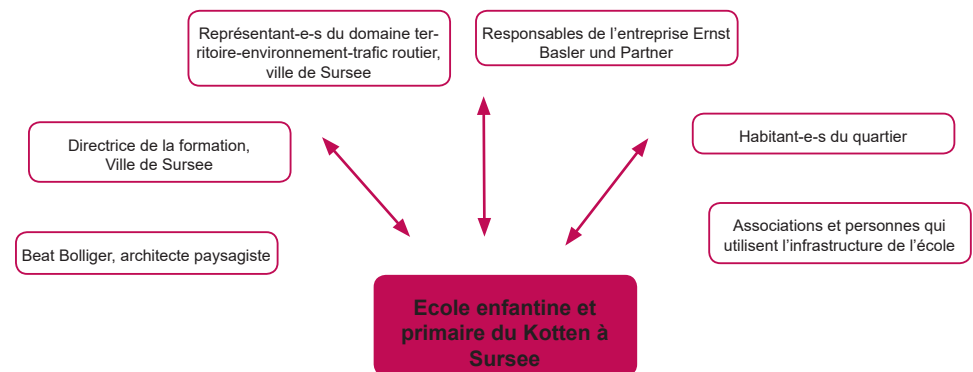 Représentant-e-s du domaine ter-
ritoire-environnement-trafic routier,
ville de Sursee
Responsables de l’entreprise Ernst
Basler und Partner
Directrice de la formation,
Ville de Sursee
Habitant-e-s du quartier
Beat Bolliger, architecte paysagiste
Associations et personnes qui
utilisent l’infrastructure de l’école
Ecole enfantine et
primaire du Kotten à
Sursee